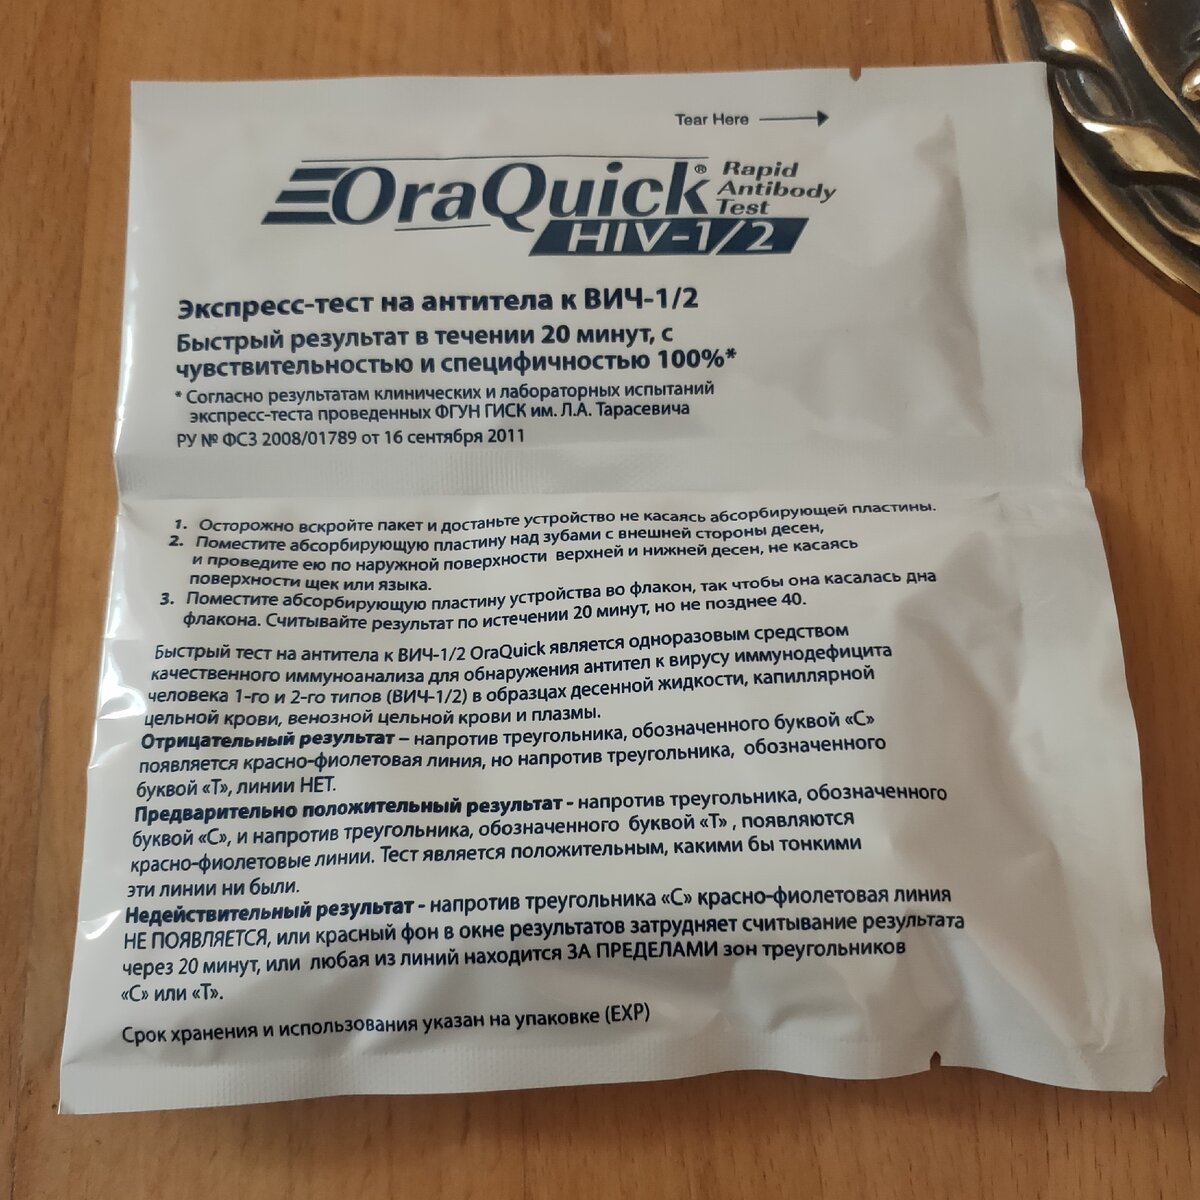 Tear Here
OraQuick® Rapid
Antibody
Test
HIV-1/2
Экспресс-тест на антитела к ВИЧ-1/2
Быстрый результат в течении 20 минут, с
чувствительностью и специфичностью 100%*
* Согласно результатам клинических и лабораторных испытаний
экспресс-теста проведенных ФГУН ГИСК им. Л.А. Тарасевича
РУ № ФСЗ 2008/01789 от 16 сентября 2011
1. Осторожно вскройте пакет и достаньте устройство не касаясь абсорбирующей пластины.
2. Поместите абсорбирующую пластину над зубами с внешней стороны десен,
и проведите ею по наружной поверхности верхней и нижней десен, не касаясь
поверхности щек или языка.
3. Поместите абсорбирующую пластину устройства во флакон, так чтобы она касалась дна
флакона. Считывайте результат по истечении 20 минут, но не позднее 40.
Быстрый тест на антитела к ВИЧ-1/2 OraQuick является одноразовым средством
качественного иммуноанализа для обнаружения антител к вирусу иммунодефицита
человека 1-го и 2-го типов (ВИЧ-1/2) в образцах десенной жидкости, капиллярной
цельной крови, венозной цельной крови и плазмы.
Отрицательный результат – напротив треугольника, обозначенного буквой «С»
появляется красно-фиолетовая линия, но напротив треугольника, обозначенного
буквой «Т», линии НЕТ.
Предварительно положительный результат - напротив треугольника, обозначенного
буквой «С», и напротив треугольника, обозначенного буквой «Т» , появляются
красно-фиолетовые линии. Тест является положительным, какими бы тонкими
эти линии ни были.
Недействительный результат - напротив треугольника «С» красно-фиолетовая линия
НЕ ПОЯВЛЯЕТСЯ, или красный фон в окне результатов затрудняет считывание результата
через 20 минут, или любая из линий находится ЗА ПРЕДЕЛАМИ зон треугольников
«С» или «Т».
Срок хранения и использования указан на упаковке (EXP)